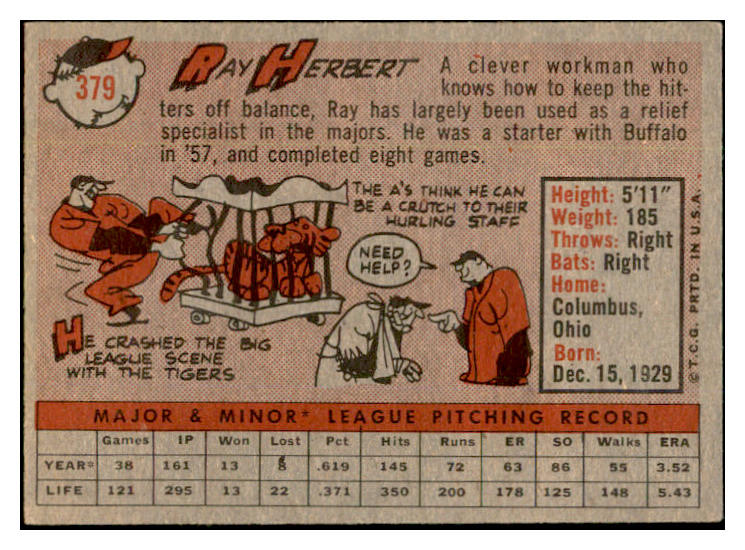 379
RAY HERBERT
A clever workman who
knows how to keep the hit-
ters off balance, Ray has largely been used as a relief
specialist in the majors. He was a starter with Buffalo
in '57, and completed eight games.
THE A'S THINK HE CAN
BE A CRUTCH TO THEIR
HURLING STAFF
NEED
HELP?
HE CRASHED THE BIG
LEAGUE SCENE
WITH THE TIGERS
Height: 5'11"
Weight: 185
Throws: Right
Bats: Right
Home:
Columbus,
Ohio
Born:
Dec. 15, 1929
© T.C.G. PRTD. IN U.S.A.
MAJOR & MINOR* LEAGUE PITCHING RECORD
Games IP Won Lost Pct Hits Runs ER SO Walks ERA
YEAR* 38 161 13 8 .619 145 72 63 86 55 3.52
LIFE 121 295 13 22 .371 350 200 178 125 148 5.43